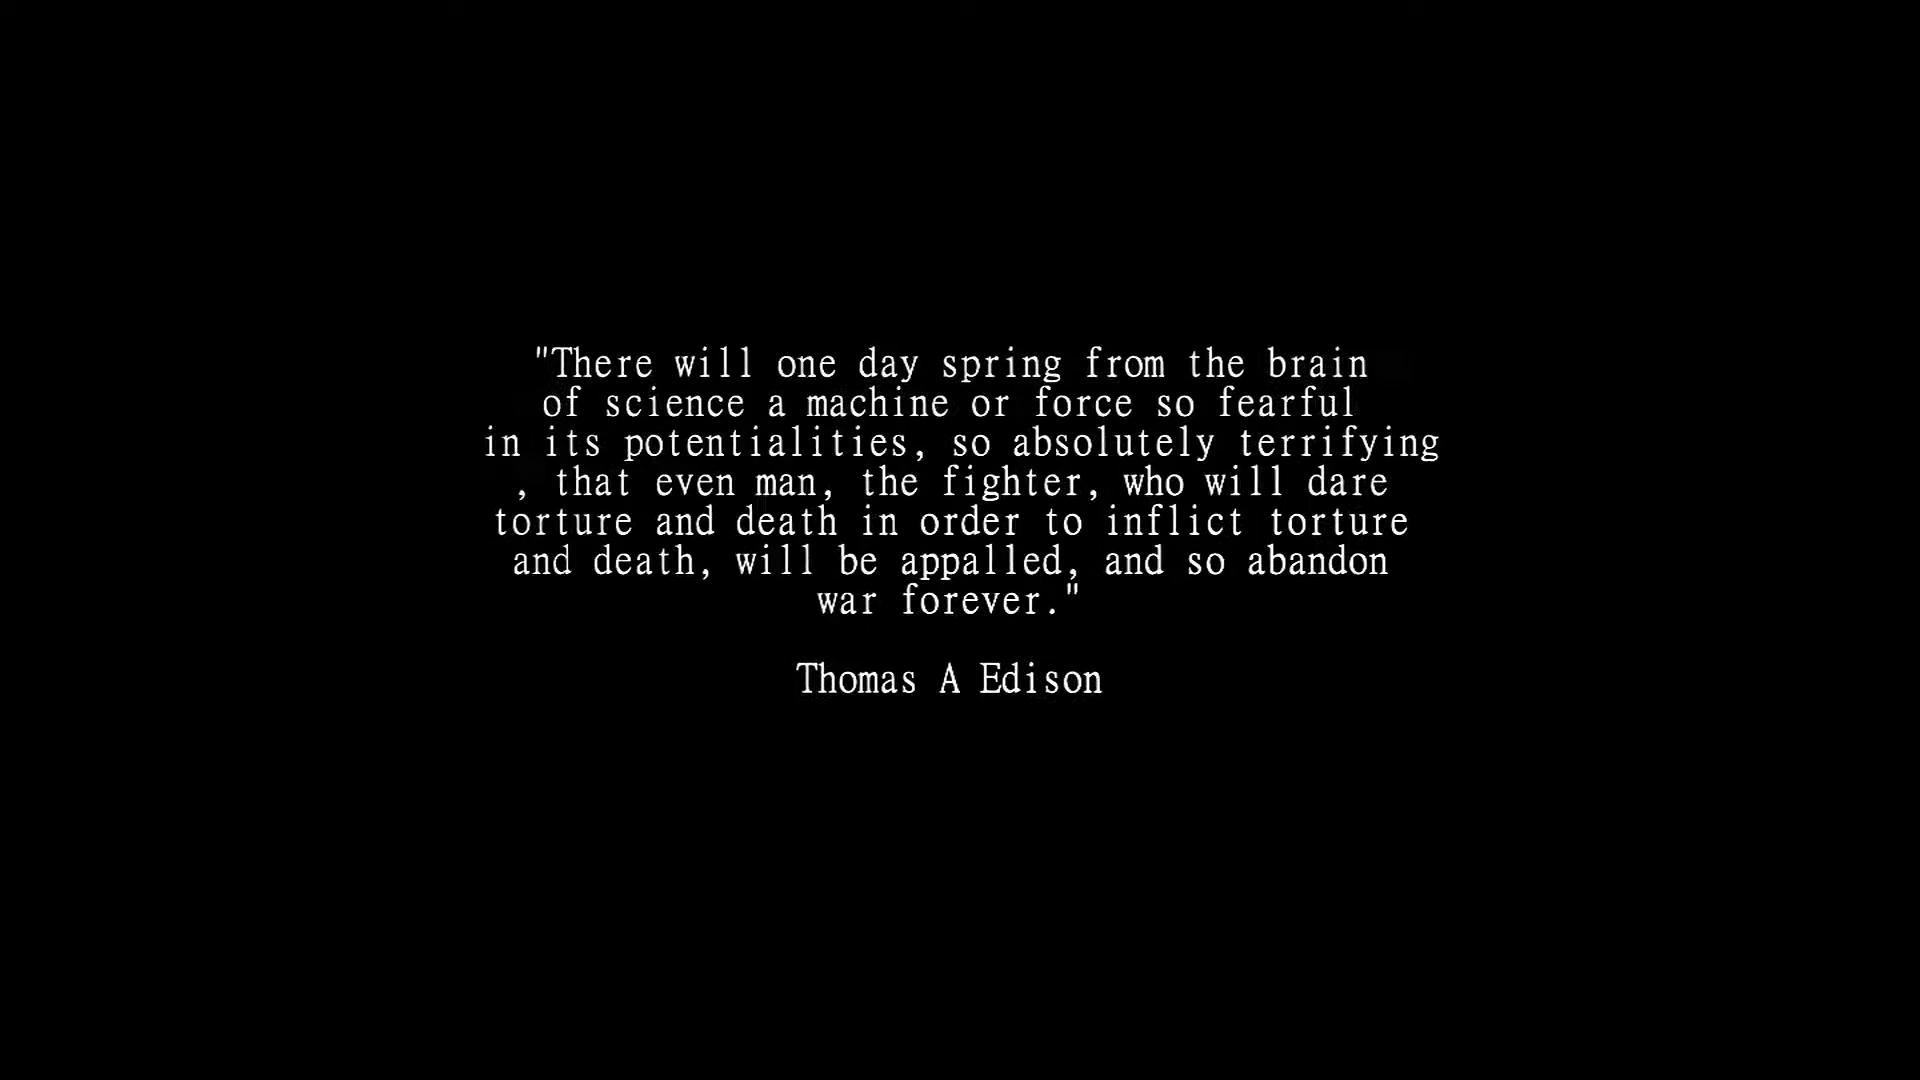 "There will one day spring from the brain
of science a machine or force so fearful
in its potentialities, so absolutely terrifying
, that even man, the fighter, who will dare
torture and death in order to inflict torture
and death, will be appalled, and so abandon
war forever."
Thomas A Edison